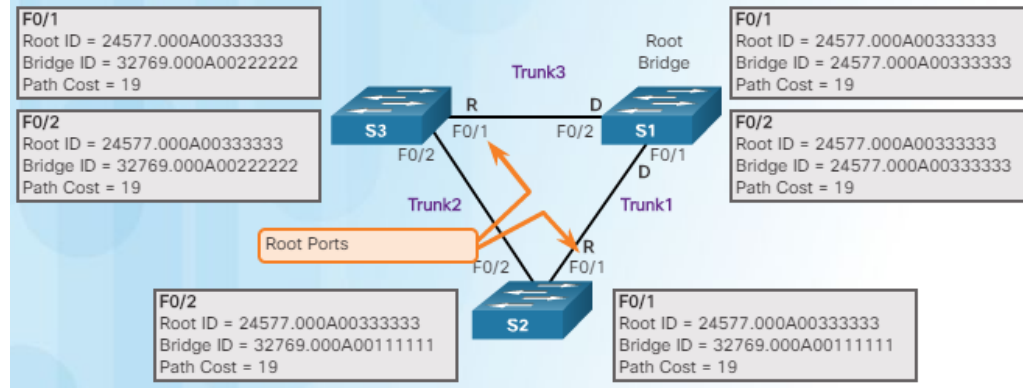 F0/1
Root ID = 24577.000A00333333
Bridge ID = 32769.000A00222222
Path Cost = 19
F0/2
Root ID = 24577.000A00333333
Bridge ID = 32769.000A00222222
Path Cost = 19
F0/1
Root ID = 24577.000A00333333
Bridge ID = 24577.000A00333333
Path Cost = 19
F0/2
Root ID = 24577.000A00333333
Bridge ID = 24577.000A00333333
Path Cost = 19
Root
Bridge
Trunk3
R
D
S3
F0/1
F0/2
S1
F0/2
F0/1
D
Trunk2
Trunk1
Root Ports
R
F0/2
F0/1
S2
F0/2
Root ID = 24577.000A00333333
Bridge ID = 32769.000A00111111
Path Cost = 19
F0/1
Root ID = 24577.000A00333333
Bridge ID = 32769.000A00111111
Path Cost = 19